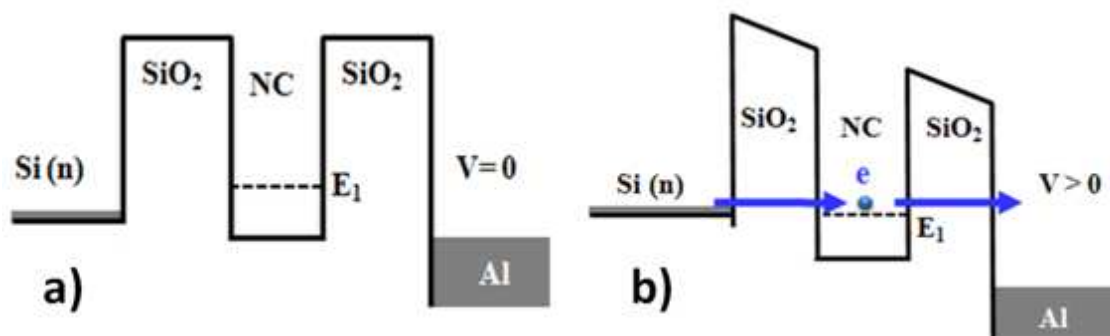 SiO₂ NC SiO₂
Si (n)
E₁
V= 0
Al
a)
SiO₂
NC
SiO₂
Si (n)
e
V > 0
E₁
Al
b)